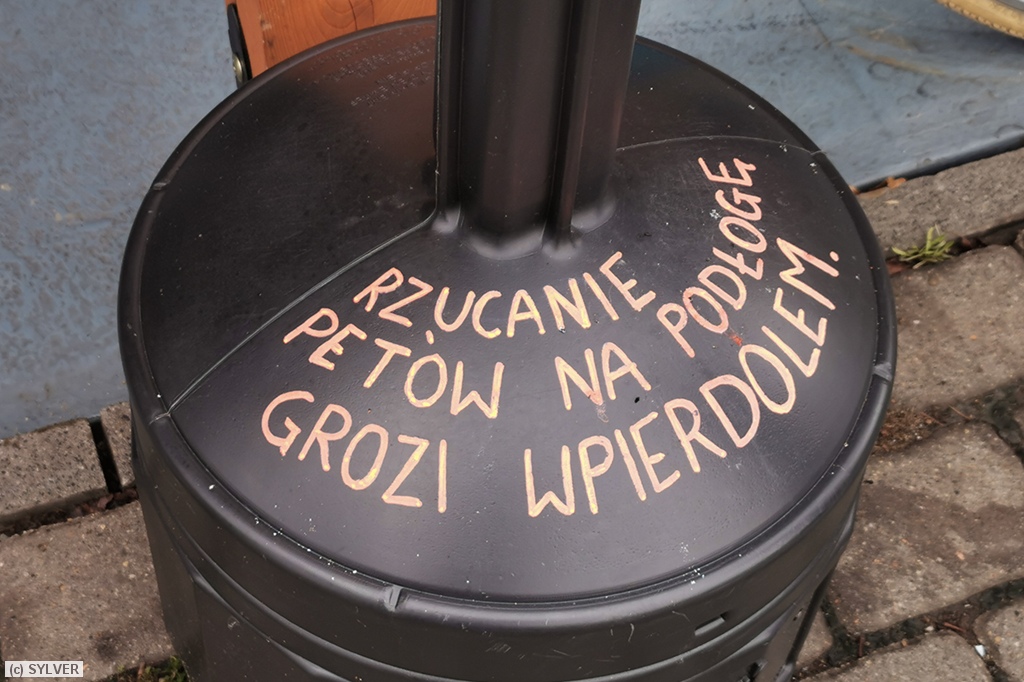 RZUCANIE
PETÓW NA PODŁOGĘ
GROZI WPIERDOLEM.
(c) SYLVER